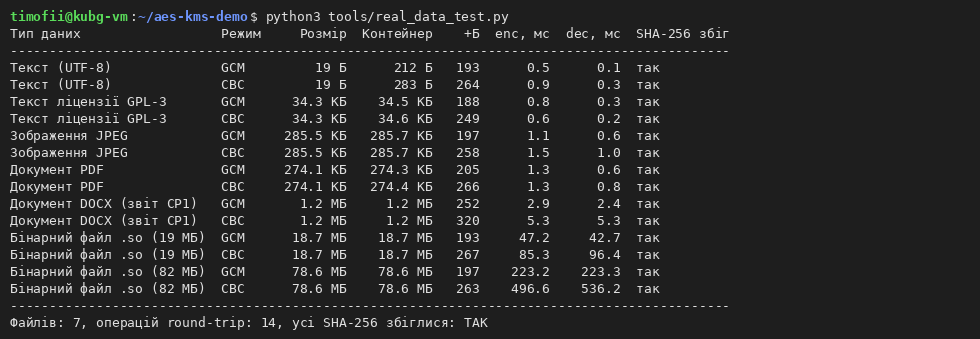 timofii@kubg-vm:~/aes-kms-demo$ python3 tools/real_data_test.py
Тип даних                  Режим     Розмір  Контейнер    +Б  enc, мс  dec, мс  SHA-256 збіг
--------------------------------------------------------------------------------------------
Текст (UTF-8)              GCM         19 Б      212 Б   193      0.5      0.1  так
Текст (UTF-8)              CBC         19 Б      283 Б   264      0.9      0.3  так
Текст ліцензії GPL-3       GCM      34.3 КБ    34.5 КБ   188      0.8      0.3  так
Текст ліцензії GPL-3       CBC      34.3 КБ    34.6 КБ   249      0.6      0.2  так
Зображення JPEG            GCM     285.5 КБ   285.7 КБ   197      1.1      0.6  так
Зображення JPEG            CBC     285.5 КБ   285.7 КБ   258      1.5      1.0  так
Документ PDF               GCM     274.1 КБ   274.3 КБ   205      1.3      0.6  так
Документ PDF               CBC     274.1 КБ   274.4 КБ   266      1.3      0.8  так
Документ DOCX (звіт СР1)   GCM       1.2 МБ     1.2 МБ   252      2.9      2.4  так
Документ DOCX (звіт СР1)   CBC       1.2 МБ     1.2 МБ   320      5.3      5.3  так
Бінарний файл .so (19 МБ)  GCM      18.7 МБ    18.7 МБ   193     47.2     42.7  так
Бінарний файл .so (19 МБ)  CBC      18.7 МБ    18.7 МБ   267     85.3     96.4  так
Бінарний файл .so (82 МБ)  GCM      78.6 МБ    78.6 МБ   197    223.2    223.3  так
Бінарний файл .so (82 МБ)  CBC      78.6 МБ    78.6 МБ   263    496.6    536.2  так
--------------------------------------------------------------------------------------------
Файлів: 7, операцій round-trip: 14, усі SHA-256 збіглися: ТАК